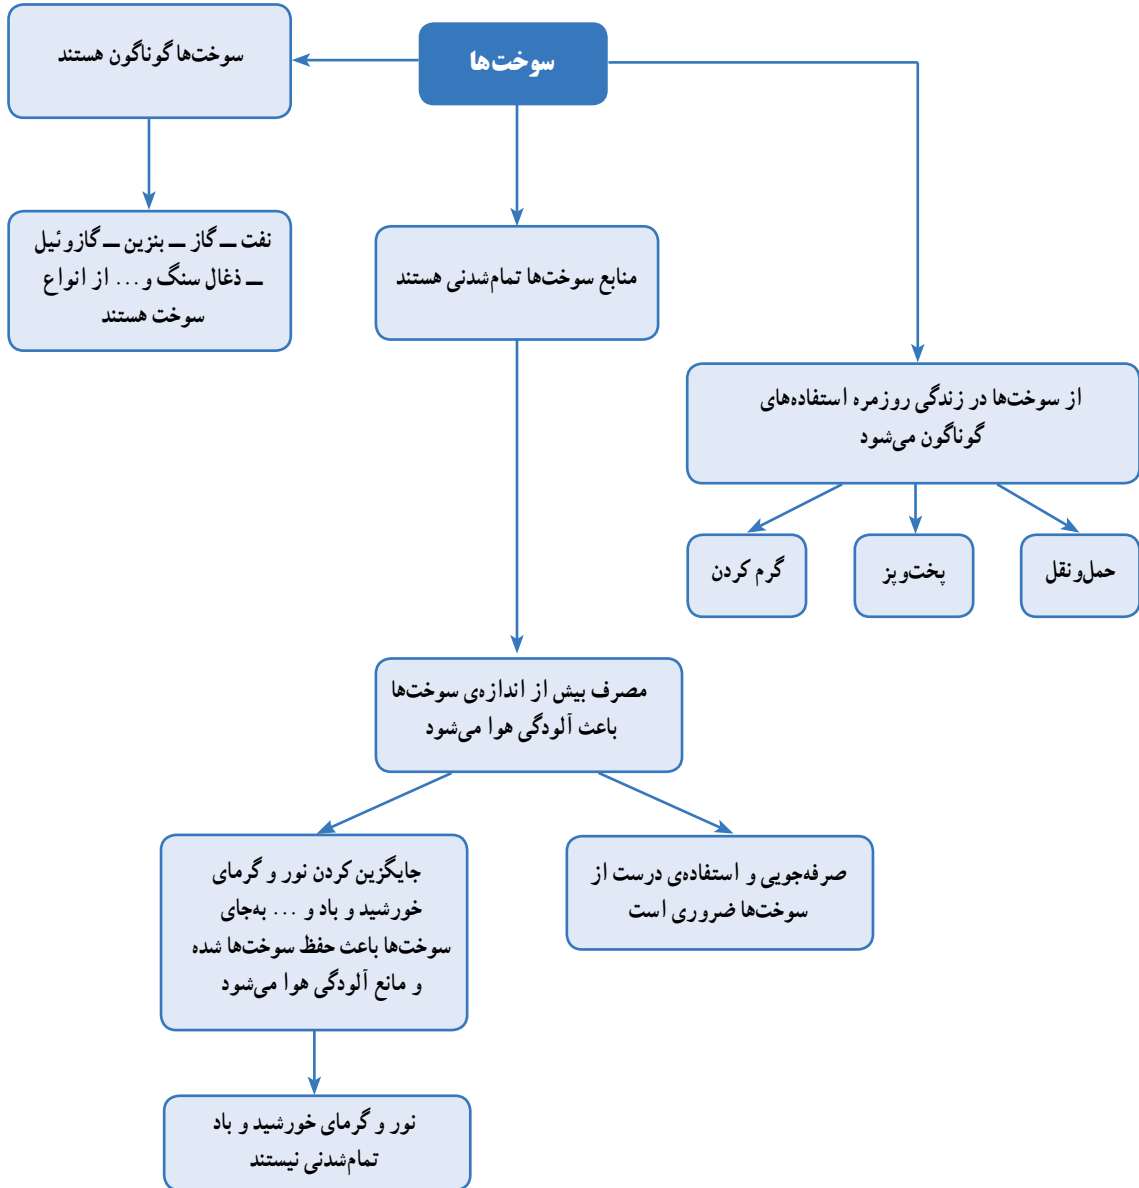 سوخت‌ها
سوخت‌ها گوناگون هستند
نفت ــ گاز ــ بنزین ــ گازوئیل
ــ ذغال سنگ و... از انواع
سوخت هستند
منابع سوخت‌ها تمام‌شدنی هستند
از سوخت‌ها در زندگی روزمره استفاده‌های
گوناگون می‌شود
حمل‌ونقل
پخت‌وپز
گرم کردن
مصرف بیش از اندازه‌ی سوخت‌ها
باعث آلودگی هوا می‌شود
صرفه‌جویی و استفاده‌ی درست از
سوخت‌ها ضروری است
جایگزین کردن نور و گرمای
خورشید و باد و ... به‌جای
سوخت‌ها باعث حفظ سوخت‌ها شده
و مانع آلودگی هوا می‌شود
نور و گرمای خورشید و باد
تمام‌شدنی نیستند